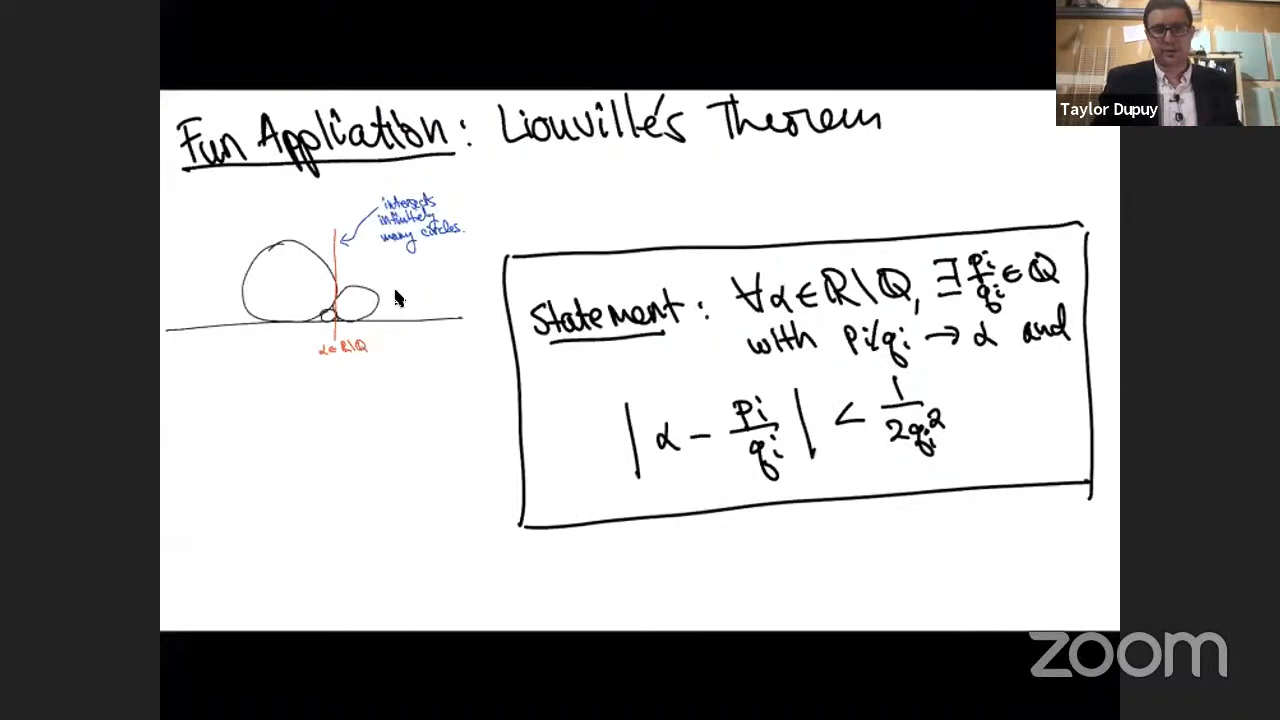 Taylor Dupuy
Fun Application: Liouville's Theorem
intersects
infinitely
many circles.
α ∈ ℝ\ℚ
Statement: ∀α∈ℝ\ℚ, ∃ pᵢ/qᵢ ∈ ℚ
with pᵢ/qᵢ → α and
| α − pᵢ/qᵢ | < 1/2qᵢ²
zoom